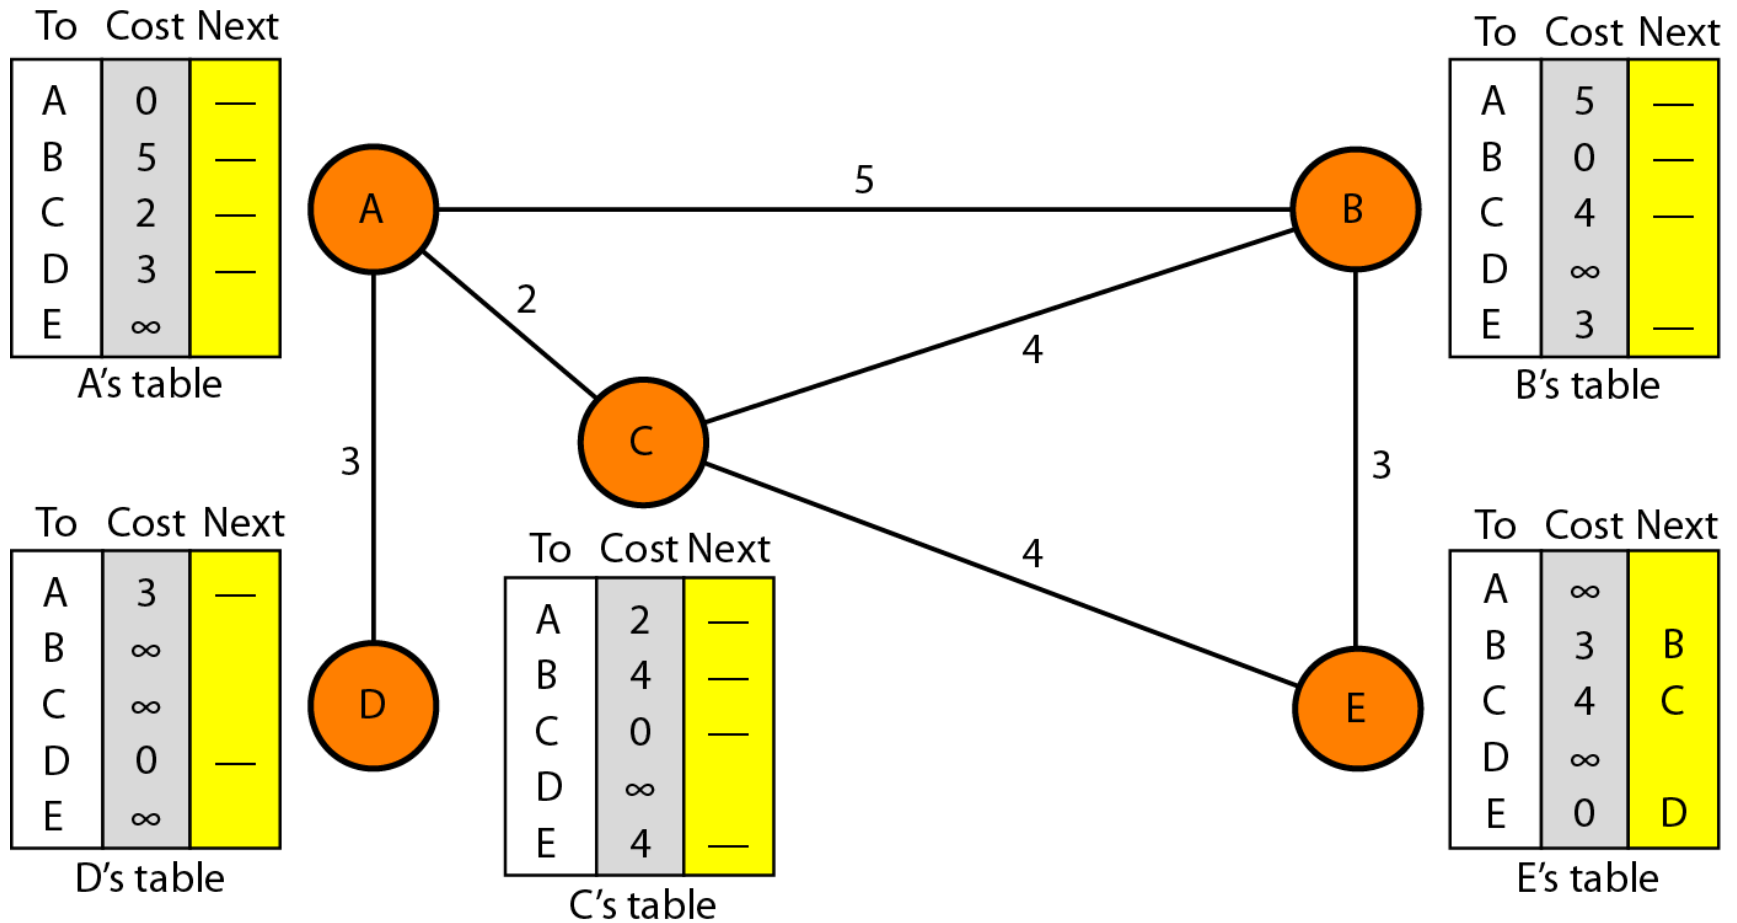 To Cost Next
A 0 —
B 5 —
C 2 —
D 3 —
E ∞
A's table
To Cost Next
A 5 —
B 0 —
C 4 —
D ∞
E 3 —
B's table
A
5
B
2
4
C
3
3
4
D
E
To Cost Next
A 3 —
B ∞
C ∞
D 0 —
E ∞
D's table
To Cost Next
A 2 —
B 4 —
C 0 —
D ∞
E 4 —
C's table
To Cost Next
A ∞
B 3 B
C 4 C
D ∞
E 0 D
E's table